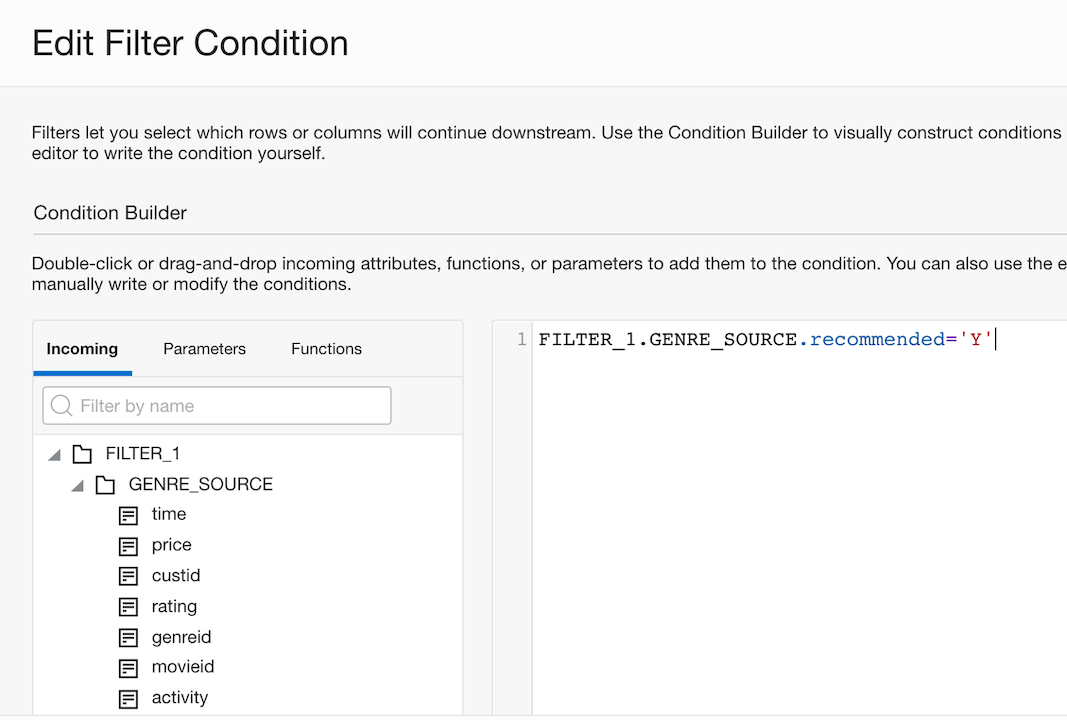 Edit Filter Condition
Filters let you select which rows or columns will continue downstream. Use the Condition Builder to visually construct conditions
editor to write the condition yourself.
Condition Builder
Double-click or drag-and-drop incoming attributes, functions, or parameters to add them to the condition. You can also use the e
manually write or modify the conditions.
Incoming Parameters Functions
1 FILTER_1.GENRE_SOURCE.recommended='Y'
Filter by name
FILTER_1
GENRE_SOURCE
time
price
custid
rating
genreid
movieid
activity